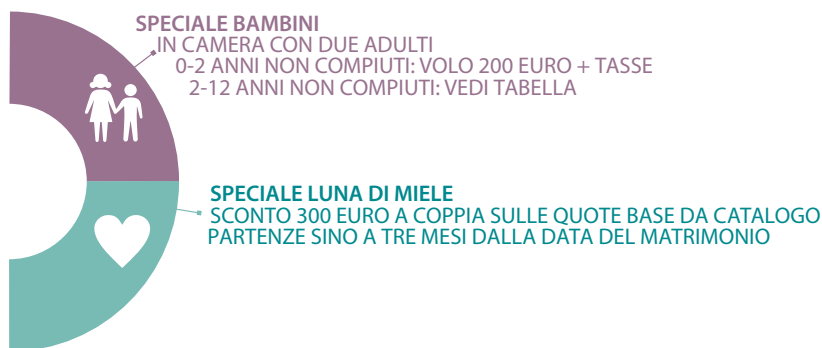 SPECIALE BAMBINI
IN CAMERA CON DUE ADULTI
0-2 ANNI NON COMPIUTI: VOLO 200 EURO + TASSE
2-12 ANNI NON COMPIUTI: VEDI TABELLA
SPECIALE LUNA DI MIELE
SCONTO 300 EURO A COPPIA SULLE QUOTE BASE DA CATALOGO
PARTENZE SINO A TRE MESI DALLA DATA DEL MATRIMONIO